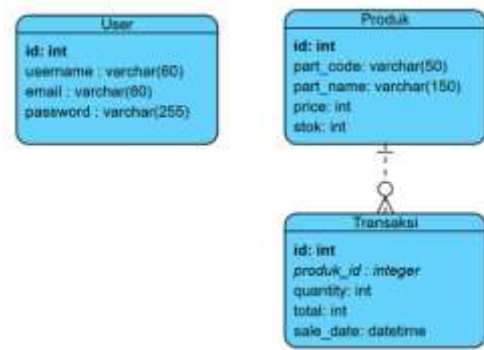 User
id: int
username : varchar(60)
email : varchar(60)
password : varchar(255)
Produk
id: int
part_code: varchar(50)
part_name: varchar(150)
price: int
stok: int
Transaksi
id: int
produk_id : integer
quantity: int
total: int
sale_date: datetime